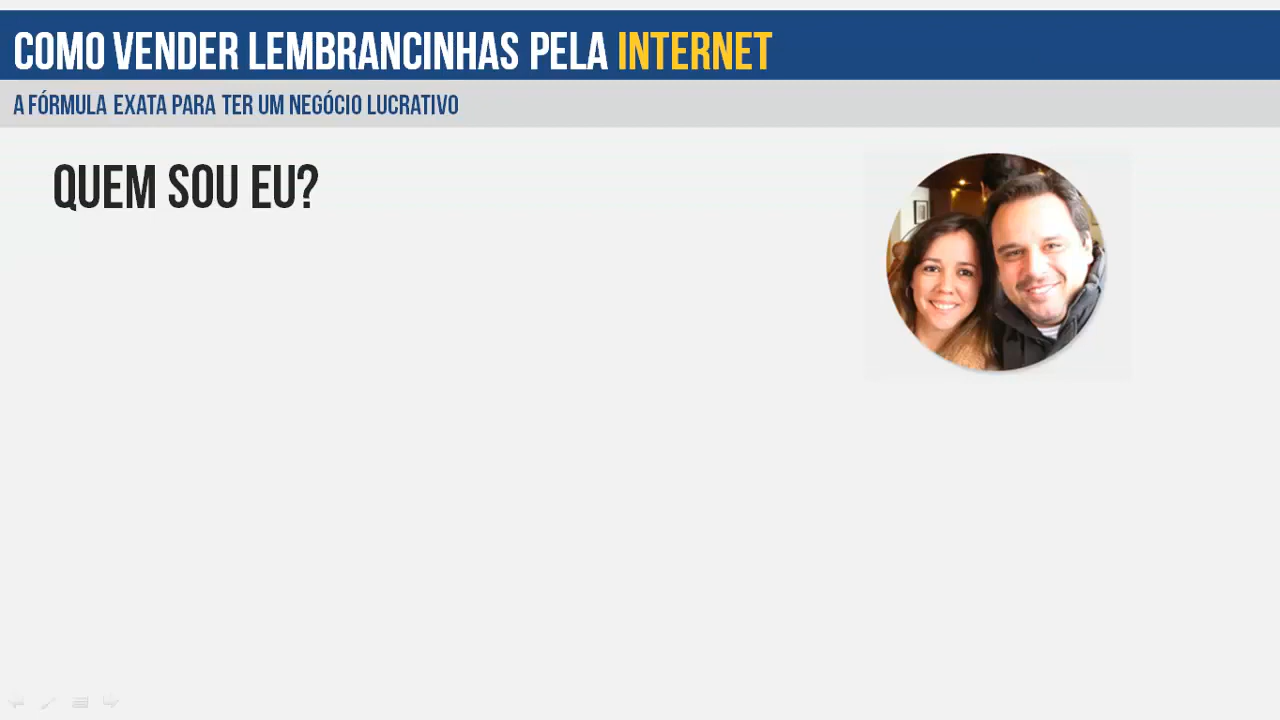 COMO VENDER LEMBRANCINHAS PELA INTERNET
A FÓRMULA EXATA PARA TER UM NEGÓCIO LUCRATIVO
QUEM SOU EU?